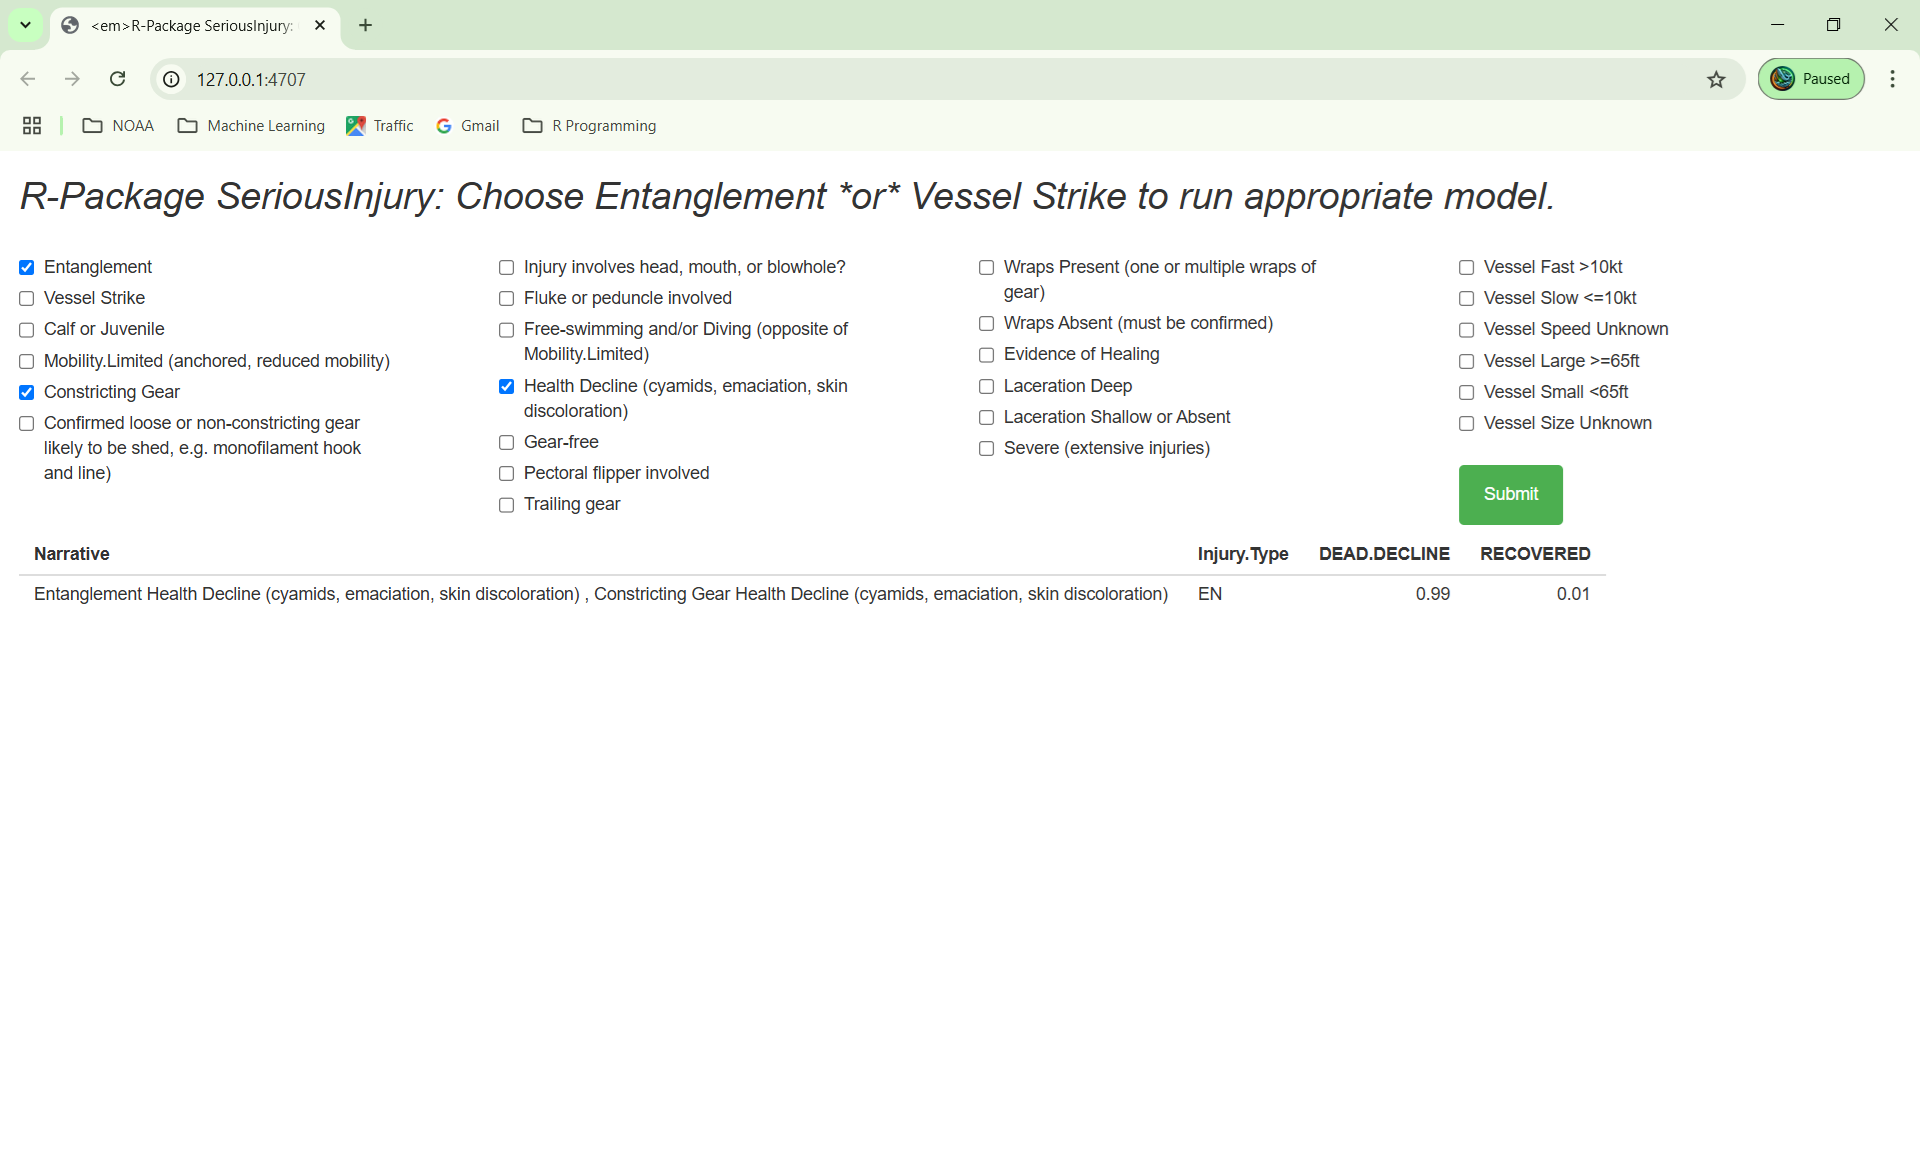 <em>R-Package SeriousInjury:
127.0.0.1:4707
Paused
NOAA
Machine Learning
Traffic
Gmail
R Programming
R-Package SeriousInjury: Choose Entanglement *or* Vessel Strike to run appropriate model.
Entanglement
Vessel Strike
Calf or Juvenile
Mobility.Limited (anchored, reduced mobility)
Constricting Gear
Confirmed loose or non-constricting gear
likely to be shed, e.g. monofilament hook
and line)
Injury involves head, mouth, or blowhole?
Fluke or peduncle involved
Free-swimming and/or Diving (opposite of
Mobility.Limited)
Health Decline (cyamids, emaciation, skin
discoloration)
Gear-free
Pectoral flipper involved
Trailing gear
Wraps Present (one or multiple wraps of
gear)
Wraps Absent (must be confirmed)
Evidence of Healing
Laceration Deep
Laceration Shallow or Absent
Severe (extensive injuries)
Vessel Fast >10kt
Vessel Slow <=10kt
Vessel Speed Unknown
Vessel Large >=65ft
Vessel Small <65ft
Vessel Size Unknown
Submit
Narrative Injury.Type DEAD.DECLINE RECOVERED
Entanglement Health Decline (cyamids, emaciation, skin discoloration) , Constricting Gear Health Decline (cyamids, emaciation, skin discoloration) EN 0.99 0.01